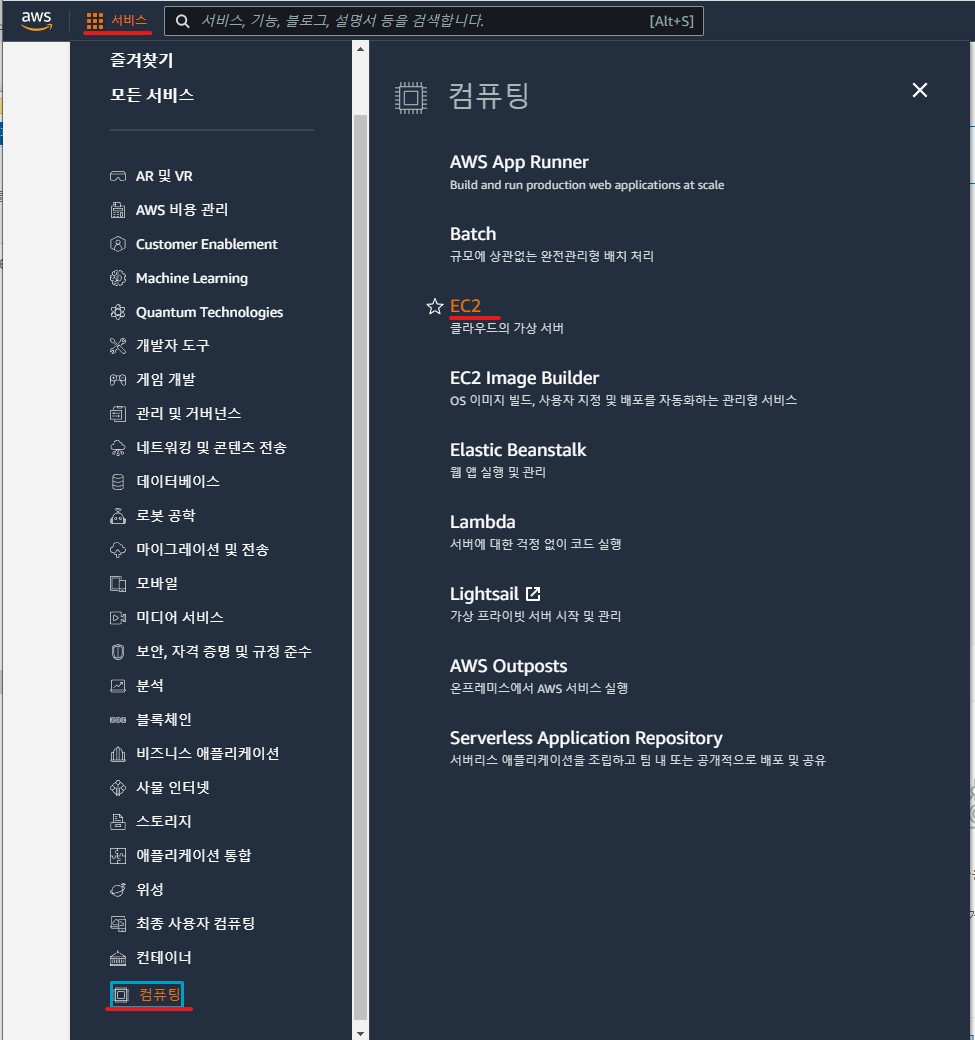 aws
서비스
서비스, 기능, 블로그, 설명서 등을 검색합니다.
[Alt+S]
즐겨찾기
모든 서비스
AR 및 VR
AWS 비용 관리
Customer Enablement
Machine Learning
Quantum Technologies
개발자 도구
게임 개발
관리 및 거버넌스
네트워킹 및 콘텐츠 전송
데이터베이스
로봇 공학
마이그레이션 및 전송
모바일
미디어 서비스
보안, 자격 증명 및 규정 준수
분석
블록체인
비즈니스 애플리케이션
사물 인터넷
스토리지
애플리케이션 통합
위성
최종 사용자 컴퓨팅
컨테이너
컴퓨팅
컴퓨팅
AWS App Runner
Build and run production web applications at scale
Batch
규모에 상관없는 완전관리형 배치 처리
EC2
클라우드의 가상 서버
EC2 Image Builder
OS 이미지 빌드, 사용자 지정 및 배포를 자동화하는 관리형 서비스
Elastic Beanstalk
웹 앱 실행 및 관리
Lambda
서버에 대한 걱정 없이 코드 실행
Lightsail
가상 프라이빗 서버 시작 및 관리
AWS Outposts
온프레미스에서 AWS 서비스 실행
Serverless Application Repository
서버리스 애플리케이션을 조립하고 팀 내 또는 공개적으로 배포 및 공유